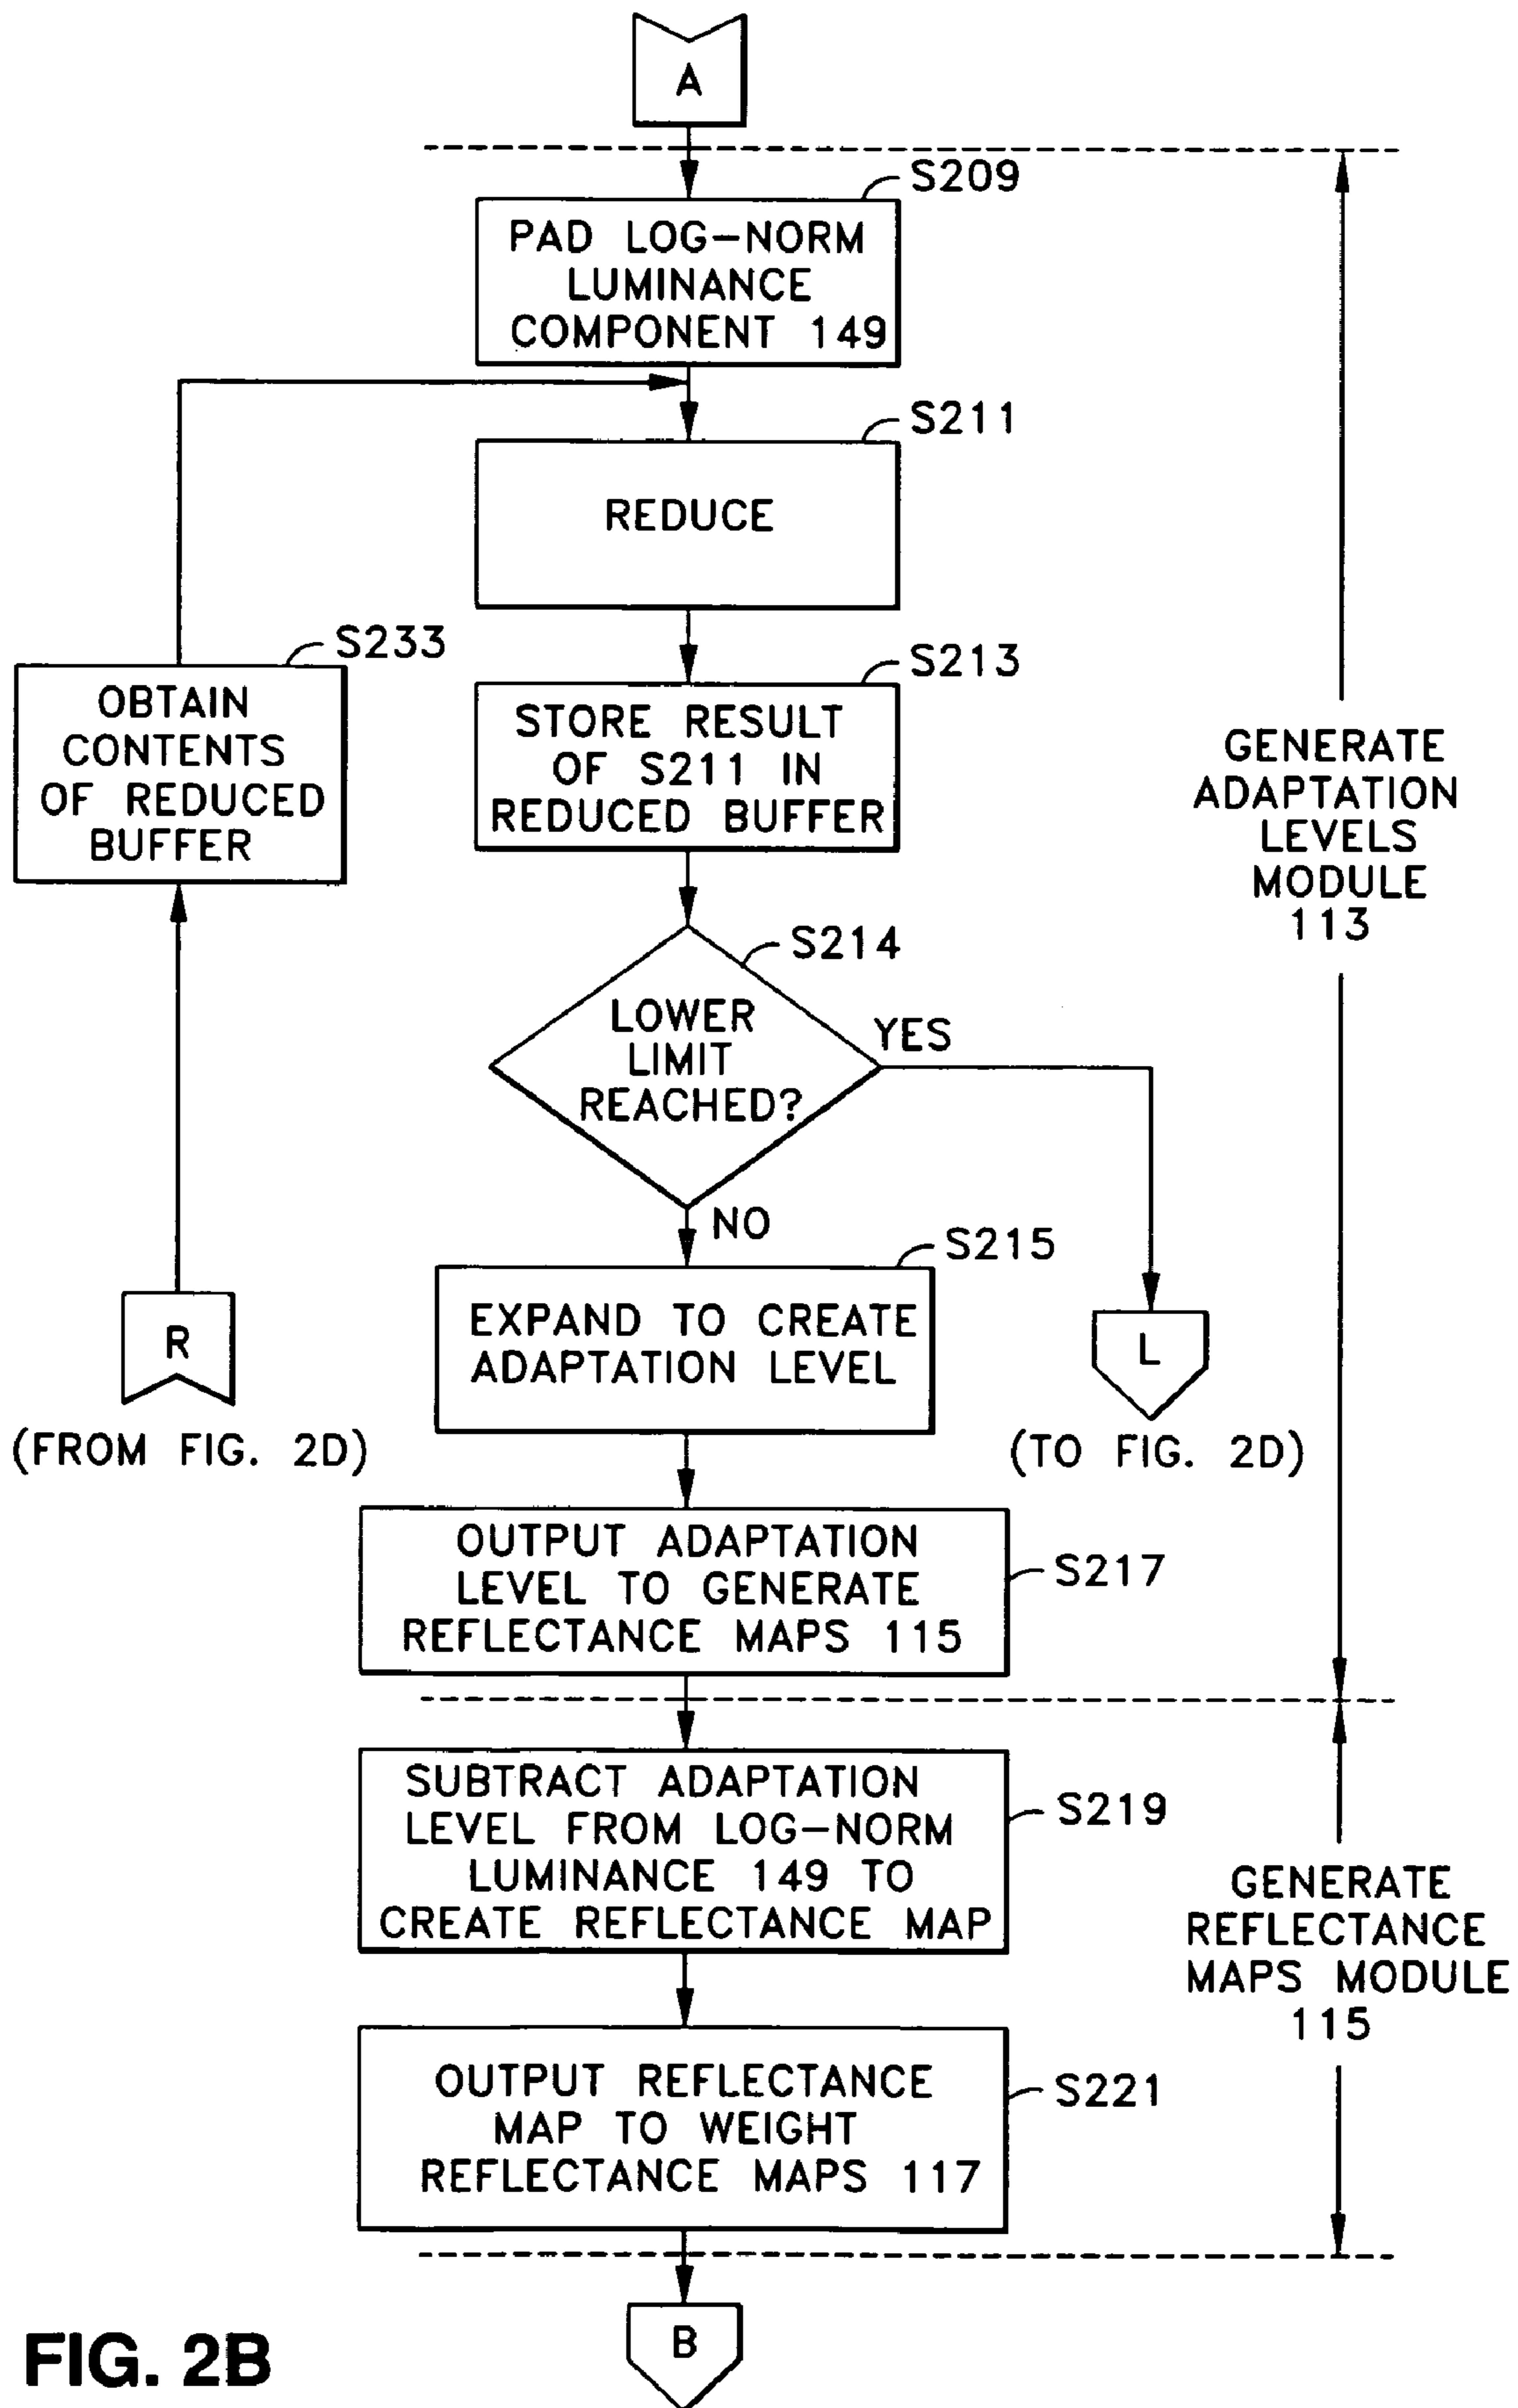 A
S209
PAD LOG-NORM
LUMINANCE
COMPONENT 149
S211
REDUCE
S233
OBTAIN
CONTENTS
OF REDUCED
BUFFER
S213
STORE RESULT
OF S211 IN
REDUCED BUFFER
GENERATE
ADAPTATION
LEVELS
MODULE
113
S214
LOWER
LIMIT
REACHED?
YES
NO
S215
EXPAND TO CREATE
ADAPTATION LEVEL
R
(FROM FIG. 2D)
L
(TO FIG. 2D)
OUTPUT ADAPTATION
LEVEL TO GENERATE
REFLECTANCE MAPS 115
S217
SUBTRACT ADAPTATION
LEVEL FROM LOG-NORM
LUMINANCE 149 TO
CREATE REFLECTANCE MAP
S219
GENERATE
REFLECTANCE
MAPS MODULE
115
OUTPUT REFLECTANCE
MAP TO WEIGHT
REFLECTANCE MAPS 117
S221
B
FIG. 2B